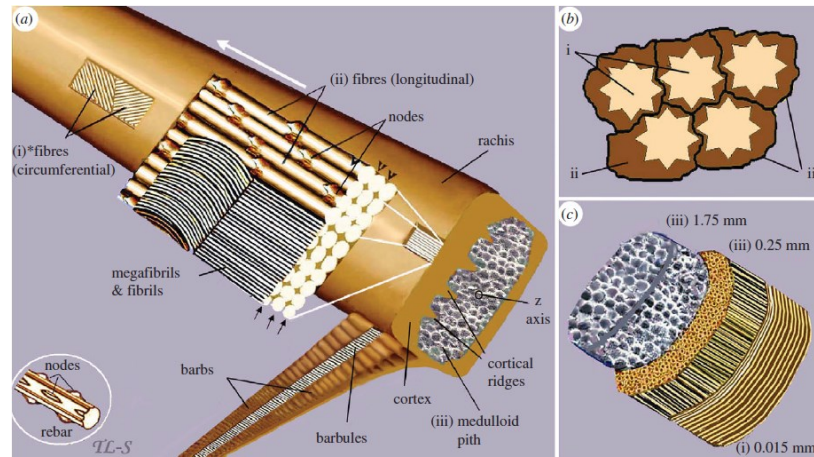 (a)
(ii) fibres (longitudinal)
nodes
(i)*fibres
(circumferential)
rachis
megafibrils
& fibrils
z
axis
cortical
ridges
cortex
(iii) medulloid
pith
barbs
barbules
nodes
rebar
TL-S
(b)
i
ii
ii
(c)
(iii) 1.75 mm
(iii) 0.25 mm
(i) 0.015 mm